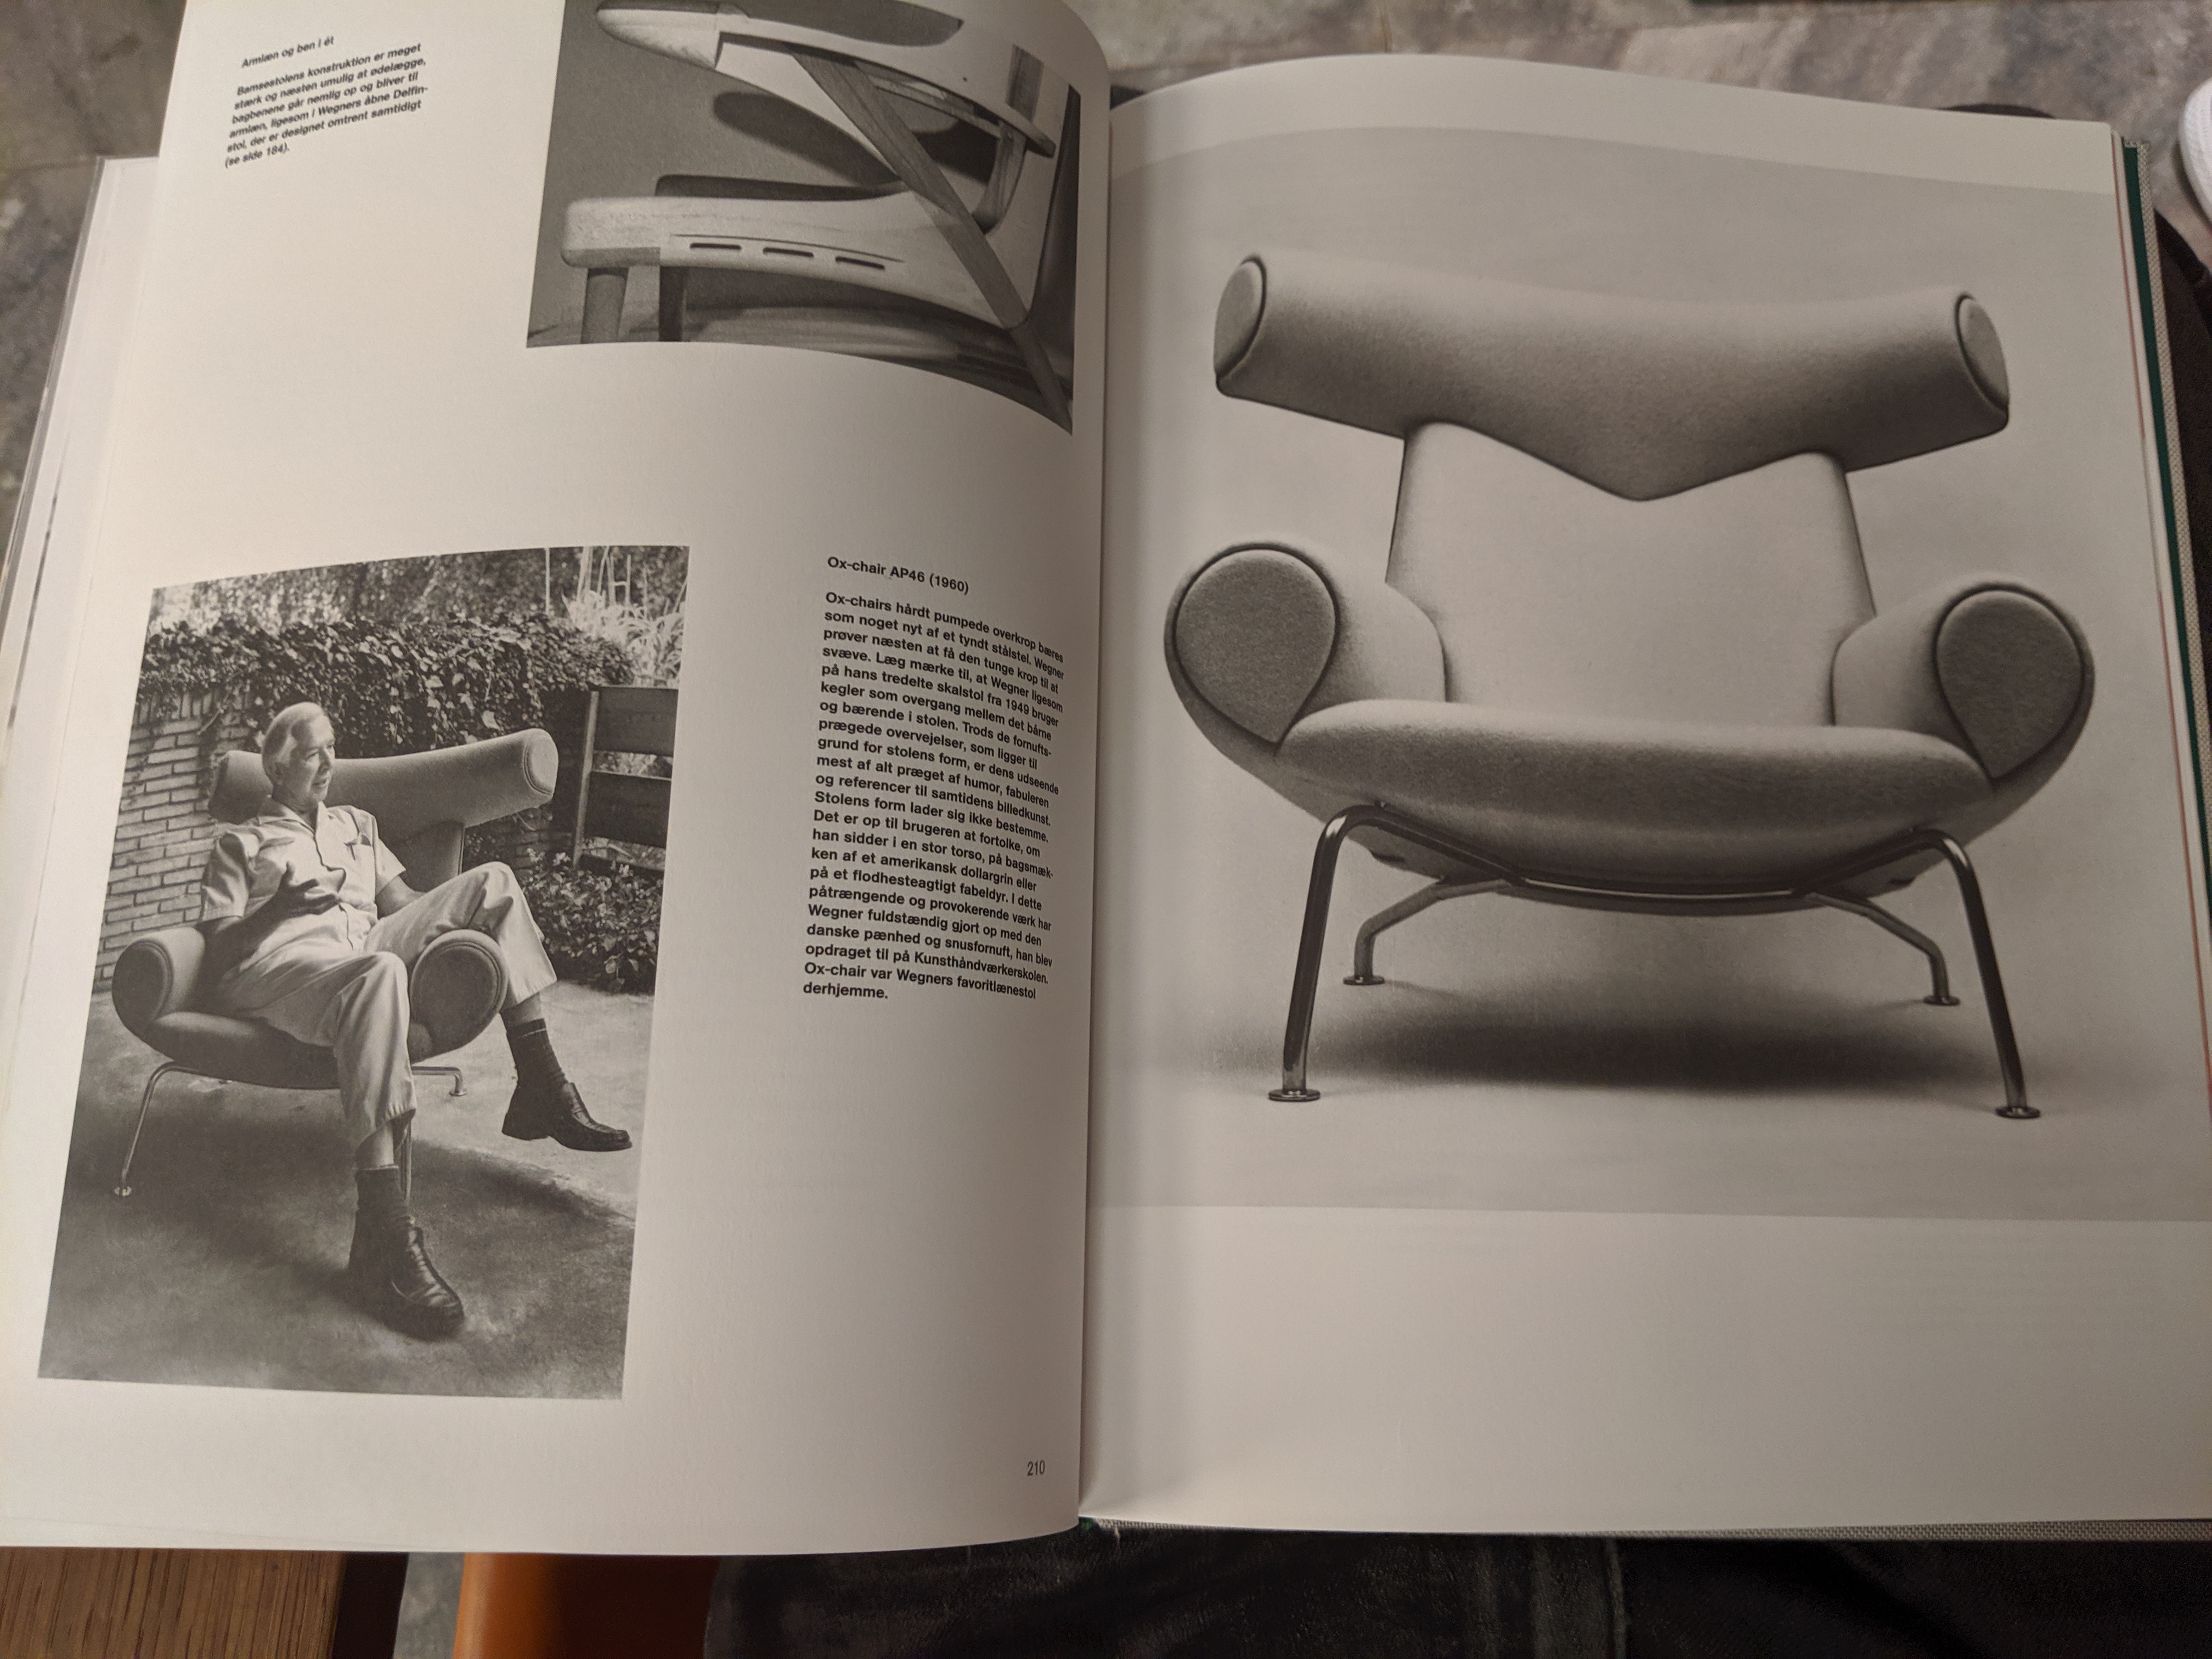 Armlæn og ben i ét
Bamsestolens konstruktion er meget
stærk og næsten umulig at ødelægge,
bagbenene går nemlig op og bliver til
armlæn, ligesom i Wegners åbne Delfin-
stol, der er designet omtrent samtidigt
(se side 184).
Ox-chair AP46 (1960)
Ox-chairs hårdt pumpede overkrop bæres
som noget nyt af et tyndt stålstel. Wegner
prøver næsten at få den tunge krop til at
svæve. Læg mærke til, at Wegner ligesom
på hans tredelte skalstol fra 1949 bruger
kegler som overgang mellem det bårne
og bærende i stolen. Trods de fornufts-
prægede overvejelser, som ligger til
grund for stolens form, er dens udseende
mest af alt præget af humor, fabuleren
og referencer til samtidens billedkunst.
Stolens form lader sig ikke bestemme.
Det er op til brugeren at fortolke, om
han sidder i en stor torso, på bagsmæk-
ken af et amerikansk dollargrin eller
på et flodhesteagtigt fabeldyr. I dette
påtrængende og provokerende værk har
Wegner fuldstændig gjort op med den
danske pænhed og snusfornuft, han blev
opdraget til på Kunsthåndværkerskolen.
Ox-chair var Wegners favoritlænestol
derhjemme.
210